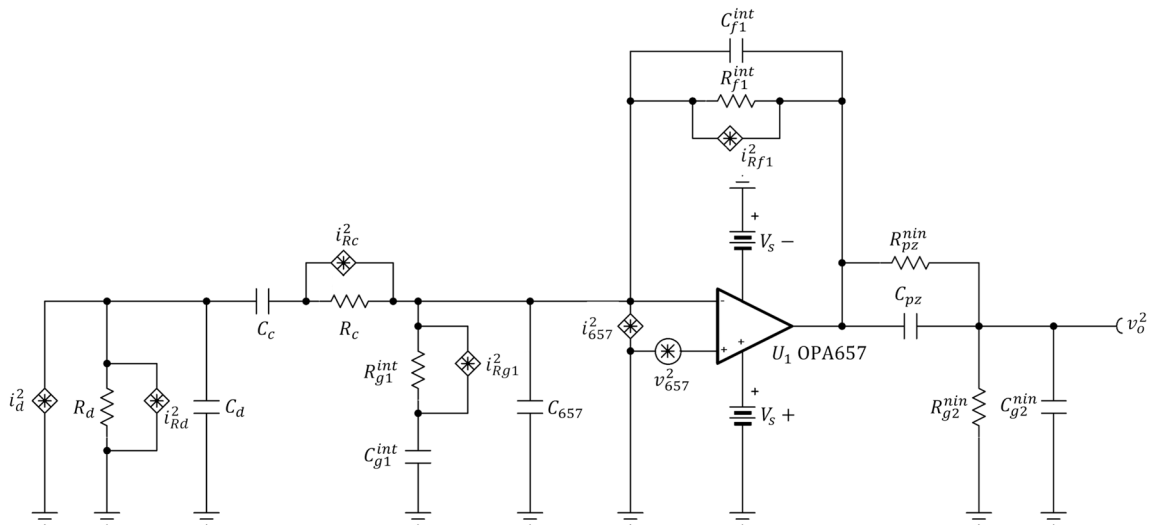 C_{f1}^{int}
R_{f1}^{int}
i_{Rf1}^{2}
+
V_s −
R_{pz}^{nin}
C_{pz}
i_{Rc}^{2}
C_c
R_c
i_{657}^{2}
-
+
+
v_{657}^{2}
U_1 OPA657
v_o^{2}
i_d^{2}
R_d
i_{Rd}^{2}
C_d
R_{g1}^{int}
i_{Rg1}^{2}
C_{g1}^{int}
C_{657}
+
V_s +
R_{g2}^{nin}
C_{g2}^{nin}